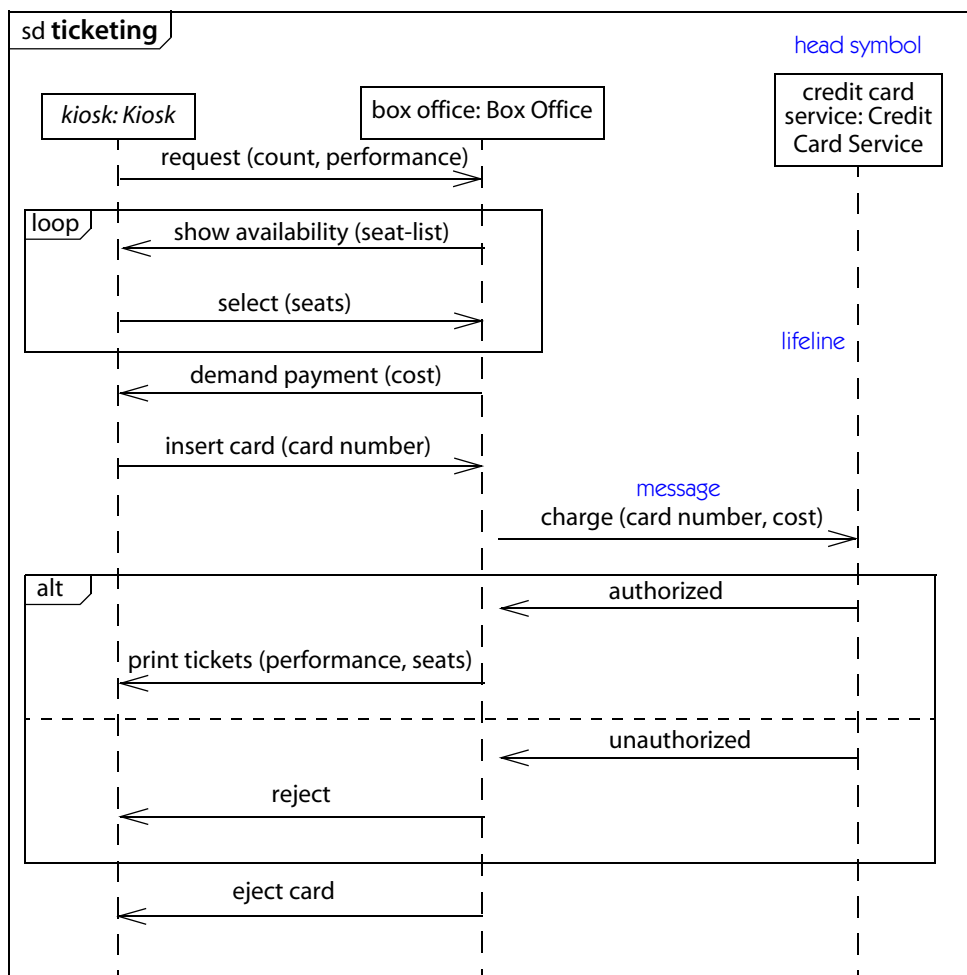 sd ticketing
head symbol
kiosk: Kiosk
box office: Box Office
credit card
service: Credit
Card Service
request (count, performance)
loop
show availability (seat-list)
select (seats)
lifeline
demand payment (cost)
insert card (card number)
message
charge (card number, cost)
alt
authorized
print tickets (performance, seats)
unauthorized
reject
eject card